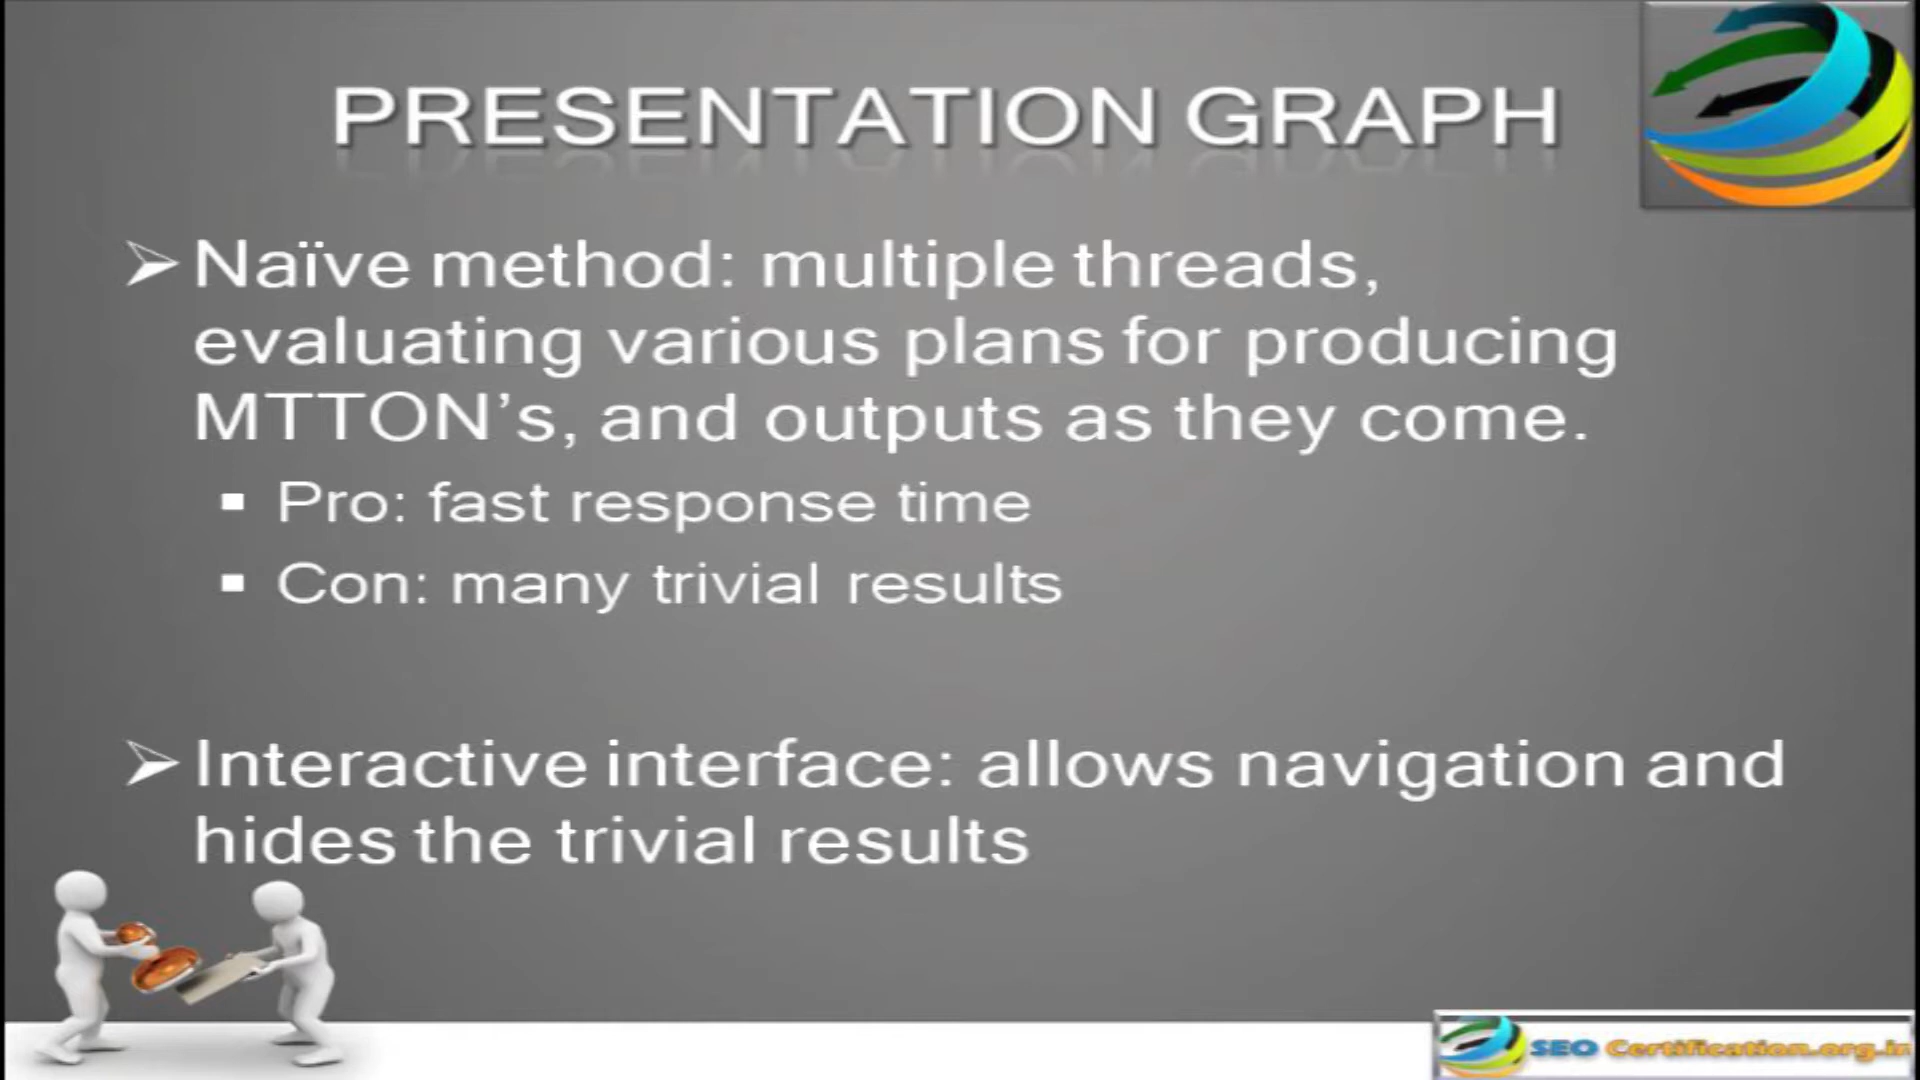 PRESENTATION GRAPH
Naïve method: multiple threads,
evaluating various plans for producing
MTTON’s, and outputs as they come.
Pro: fast response time
Con: many trivial results
Interactive interface: allows navigation and
hides the trivial results
SEO Certification.org.in